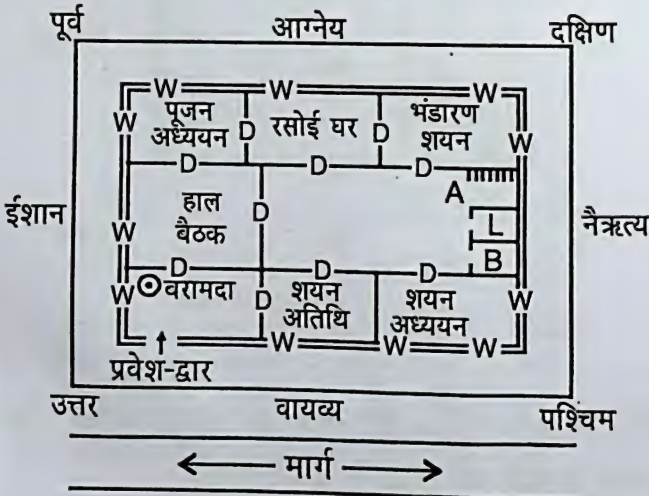 पूर्व आग्नेय दक्षिण
W W W
W पूजन रसोई घर भंडारण
अध्ययन D D शयन W
D D D
A
हाल
ईशान D L नैऋत्य
W बैठक
B
D D D
W वरामदा D शयन शयन W
अतिथि अध्ययन
W W W
प्रवेश-द्वार
उत्तर वायव्य पश्चिम
मार्ग